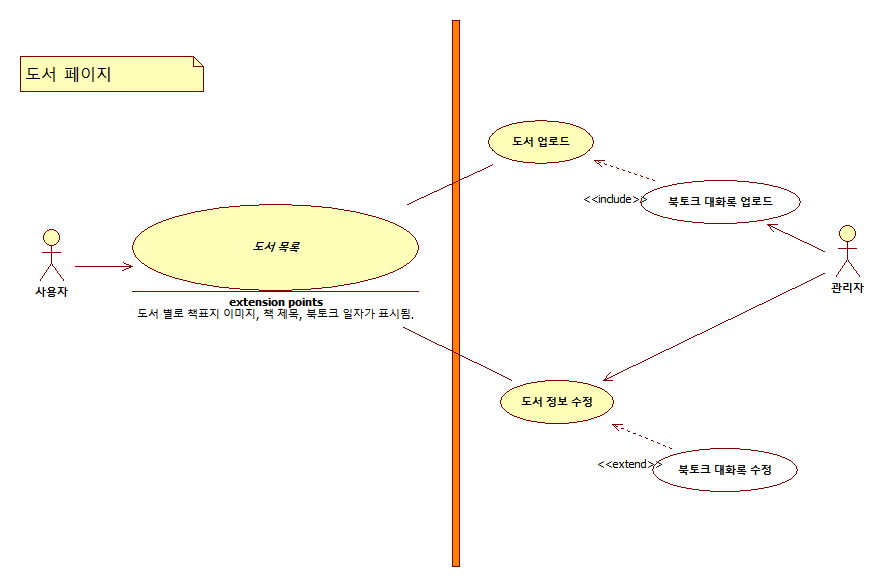 도서 페이지
도서 업로드
<<include>>
북토크 대화록 업로드
도서 목록
사용자
관리자
extension points
도서 별로 책표지 이미지, 책 제목, 북토크 일자가 표시됨.
도서 정보 수정
<<extend>>
북토크 대화록 수정